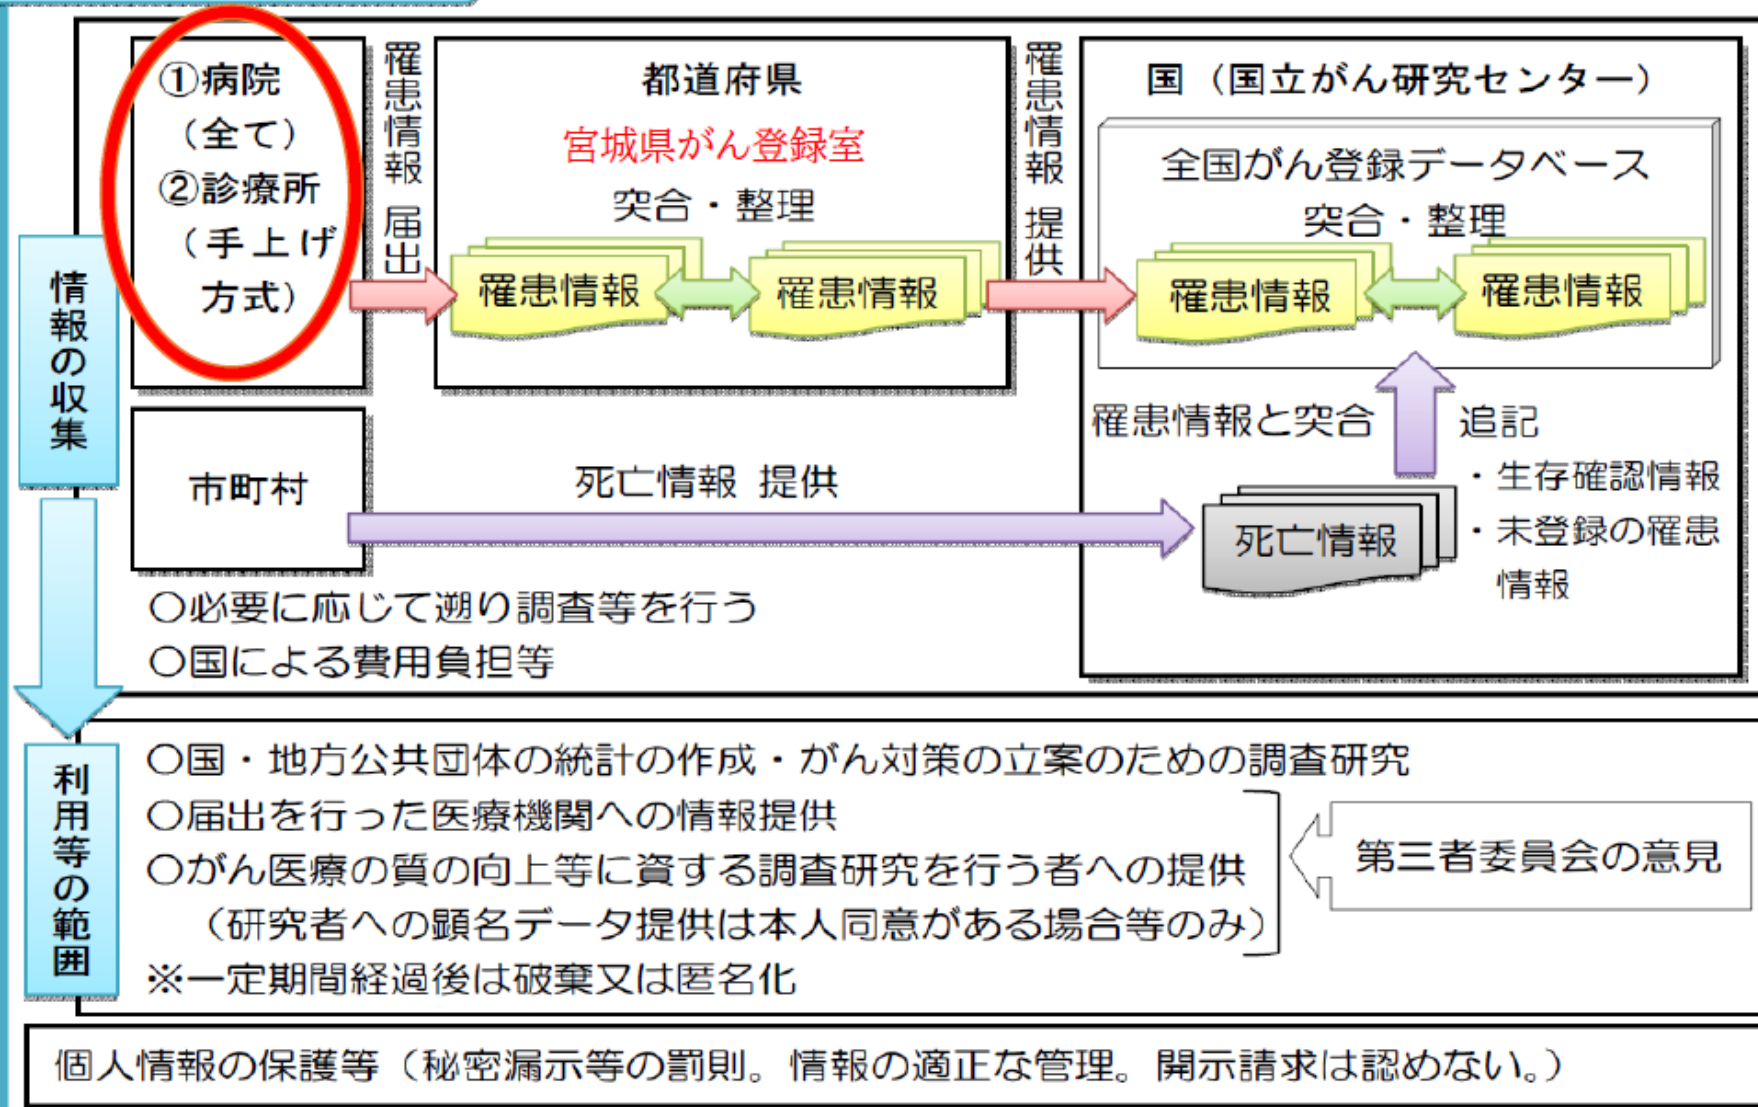 情報の収集
①病院
（全て）
②診療所
（手上げ
方式）
罹患情報 届出
都道府県
宮城県がん登録室
突合・整理
罹患情報
罹患情報
罹患情報 提供
国（国立がん研究センター）
全国がん登録データベース
突合・整理
罹患情報
罹患情報
罹患情報と突合
追記
・生存確認情報
・未登録の罹患
情報
市町村
死亡情報 提供
死亡情報
○必要に応じて遡り調査等を行う
○国による費用負担等
利用等の範囲
○国・地方公共団体の統計の作成・がん対策の立案のための調査研究
○届出を行った医療機関への情報提供
○がん医療の質の向上等に資する調査研究を行う者への提供
（研究者への顕名データ提供は本人同意がある場合等のみ）
※一定期間経過後は破棄又は匿名化
第三者委員会の意見
個人情報の保護等（秘密漏示等の罰則。情報の適正な管理。開示請求は認めない。）